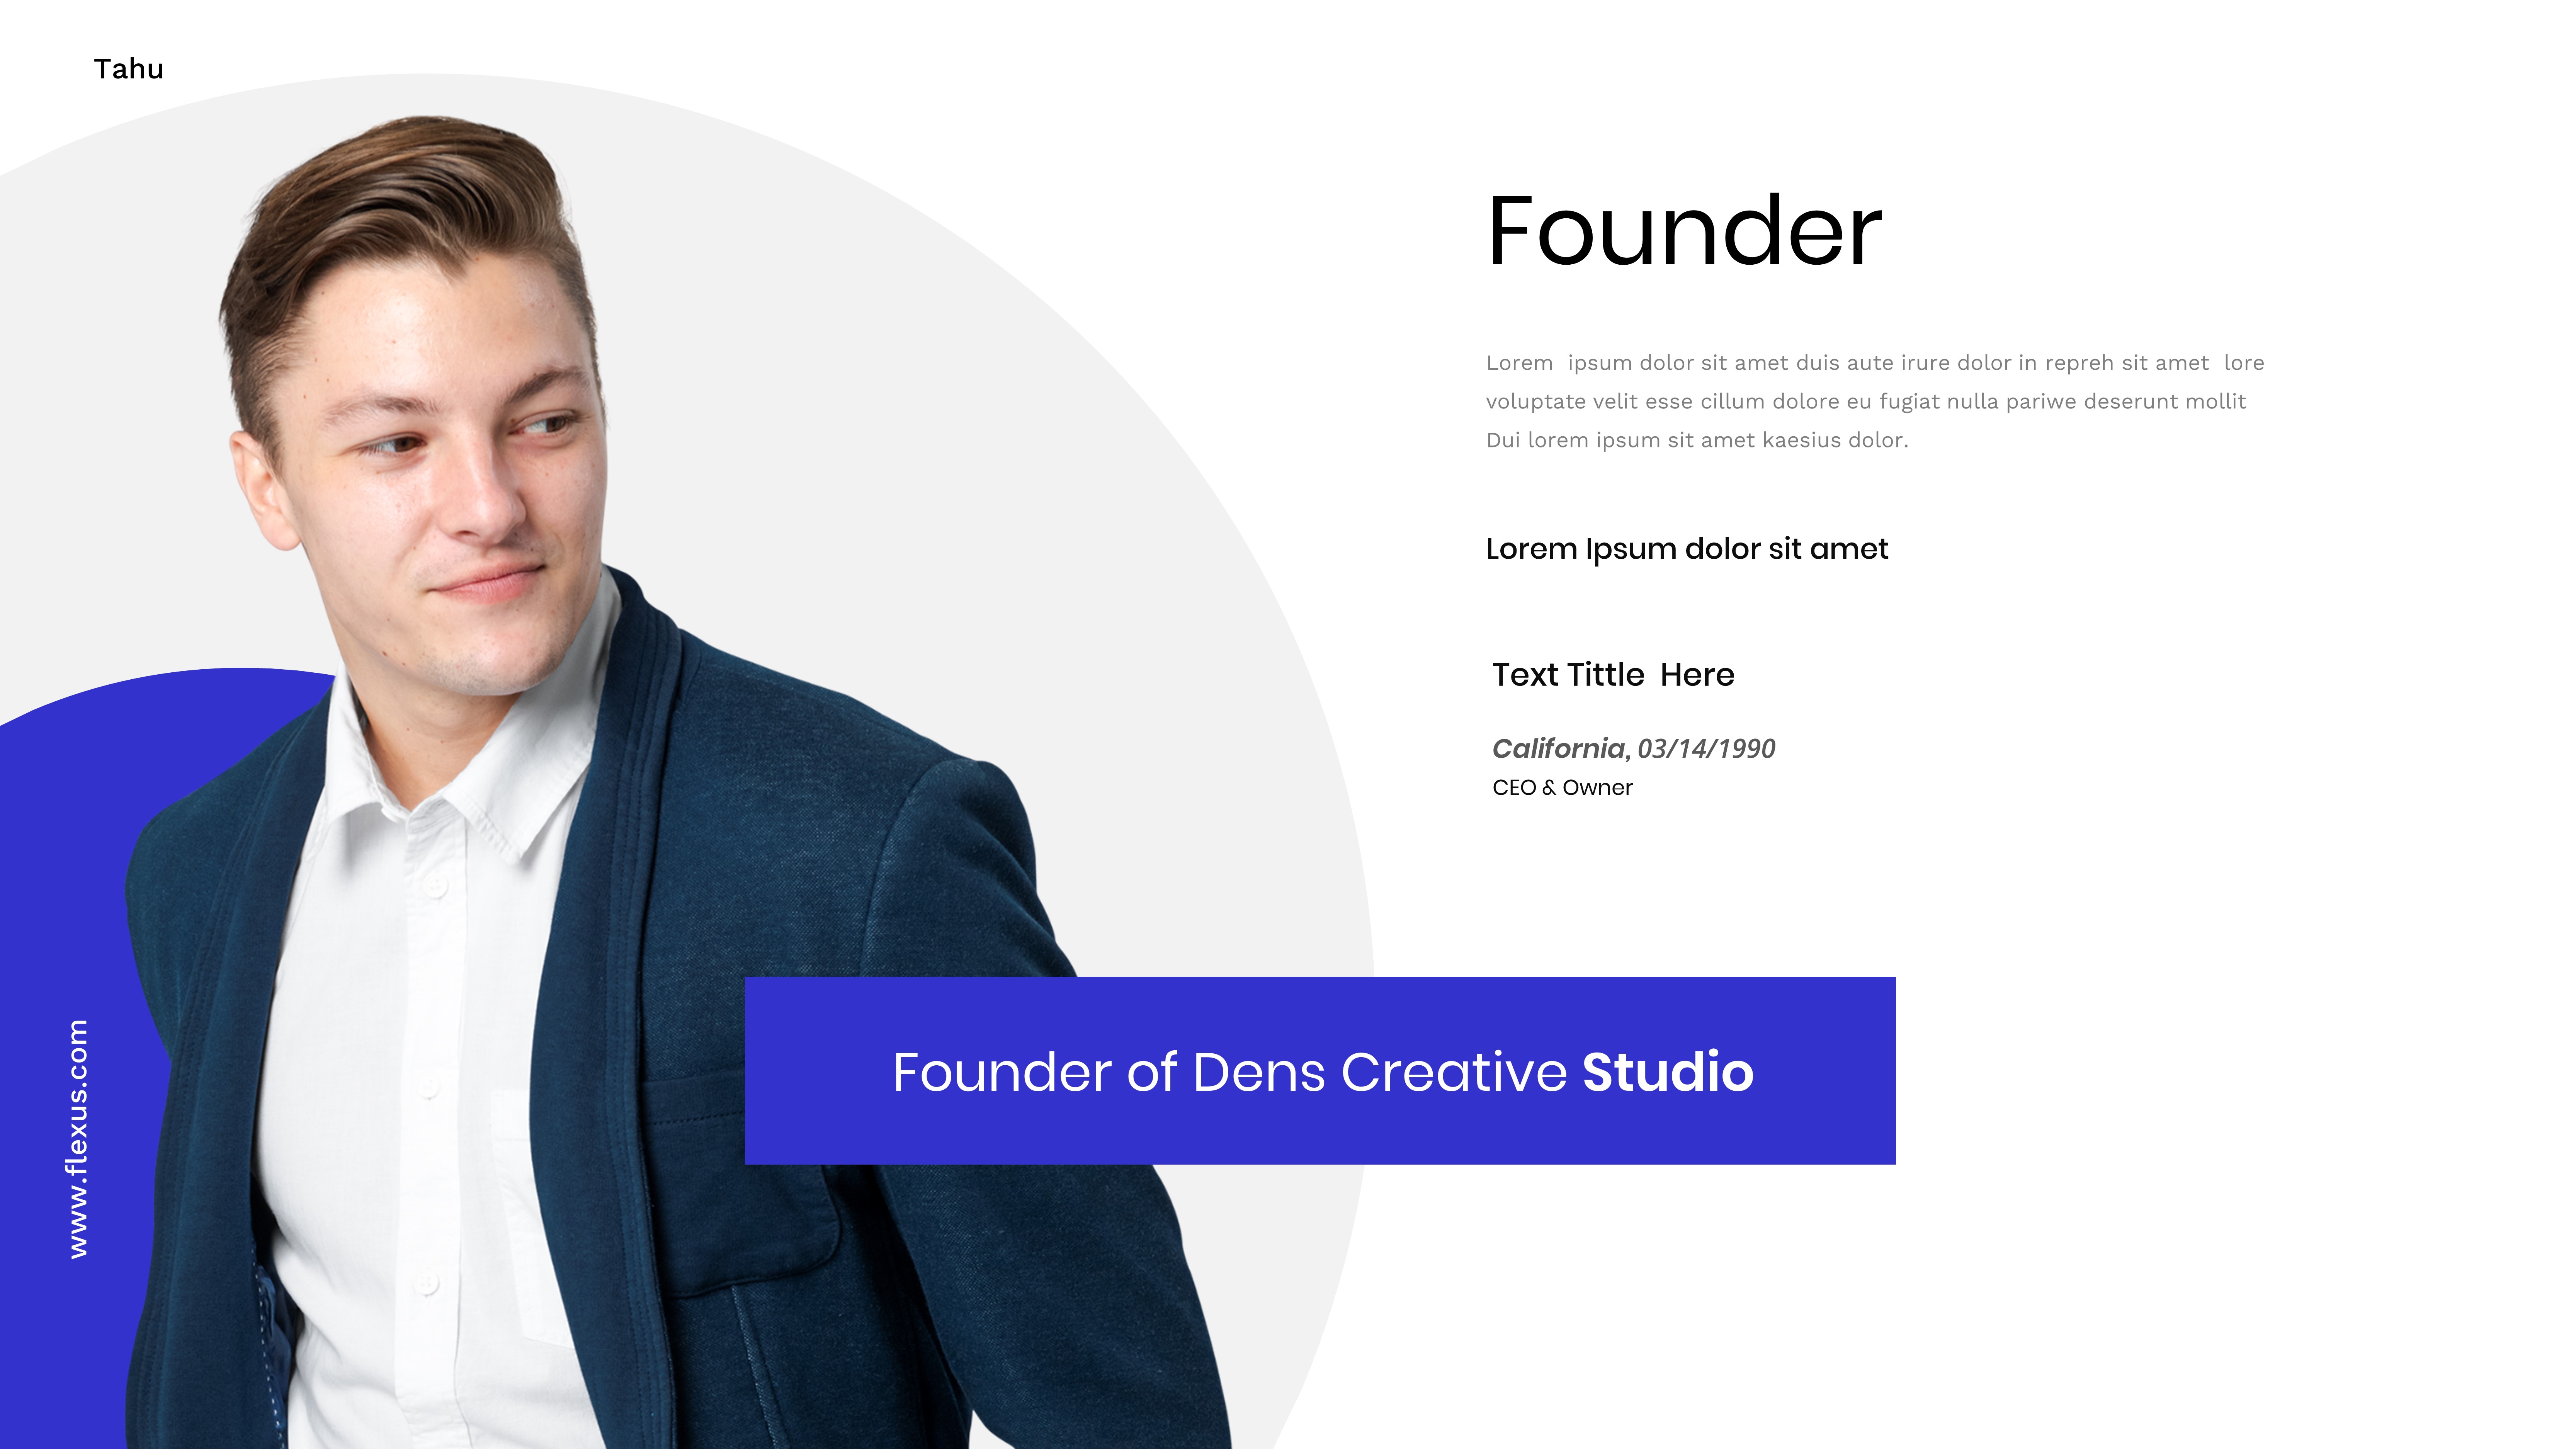 Tahu
Founder
Lorem  ipsum dolor sit amet duis aute irure dolor in repreh sit amet  lore
voluptate velit esse cillum dolore eu fugiat nulla pariwe deserunt mollit
Dui lorem ipsum sit amet kaesius dolor.
Lorem Ipsum dolor sit amet
Text Tittle  Here
California, 03/14/1990
CEO & Owner
Founder of Dens Creative Studio
www.flexus.com